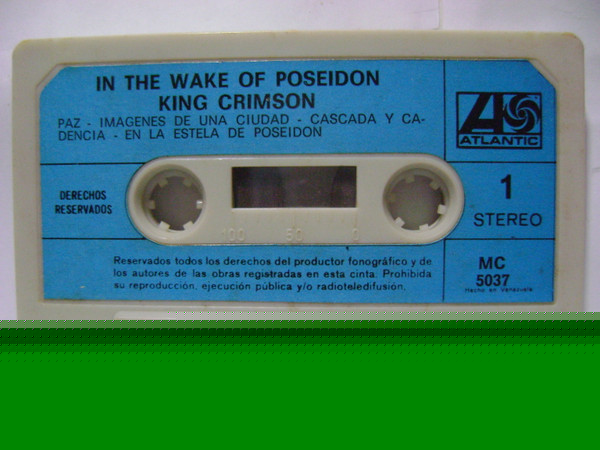 IN THE WAKE OF POSEIDON
KING CRIMSON
PAZ - IMAGENES DE UNA CIUDAD - CASCADA Y CA-
DENCIA - EN LA ESTELA DE POSEIDON
ATLANTIC
DERECHOS
RESERVADOS
1
STEREO
100 50 0
Reservados todos los derechos del productor fonográfico y de
los autores de las obras registradas en esta cinta. Prohibida
su reproducción, ejecución pública y/o radioteledifusión.
MC
5037
Hecho en Venezuela